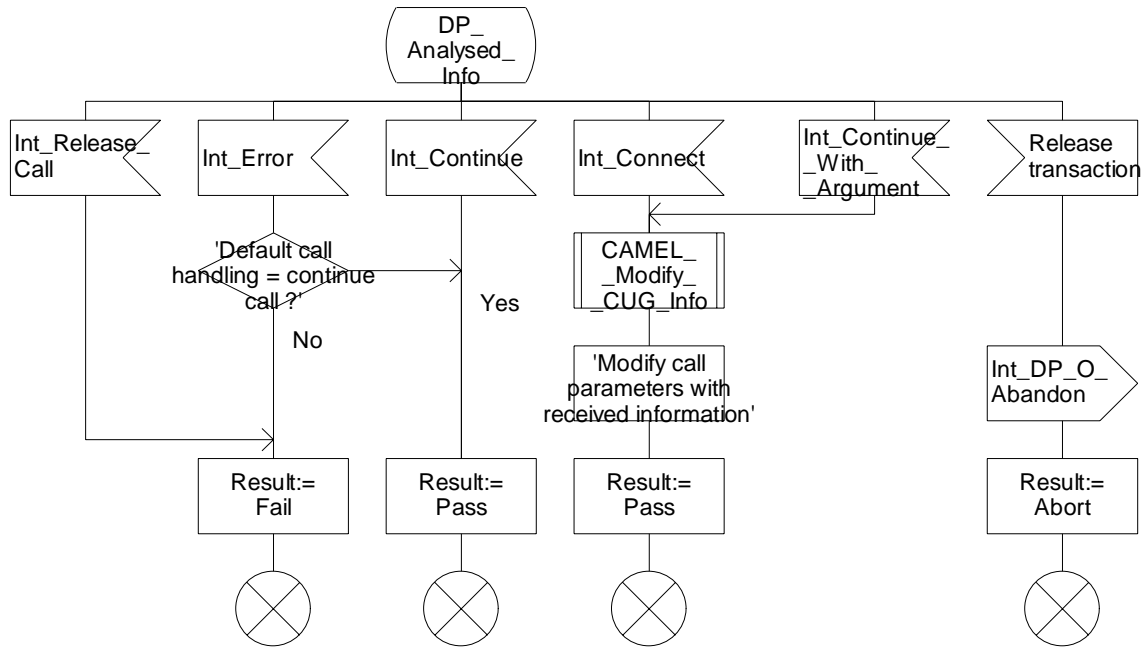 DP_
Analysed_
Info
Int_Release_
Call
Int_Error
Int_Continue
Int_Connect
Int_Continue_
_With_
_Argument
Release
transaction
'Default call
handling = continue
call ?'
Yes
No
CAMEL_
_Modify_
_CUG_Info
'Modify call
parameters with
received information'
Int_DP_O_
Abandon
Result:=
Fail
Result:=
Pass
Result:=
Pass
Result:=
Abort